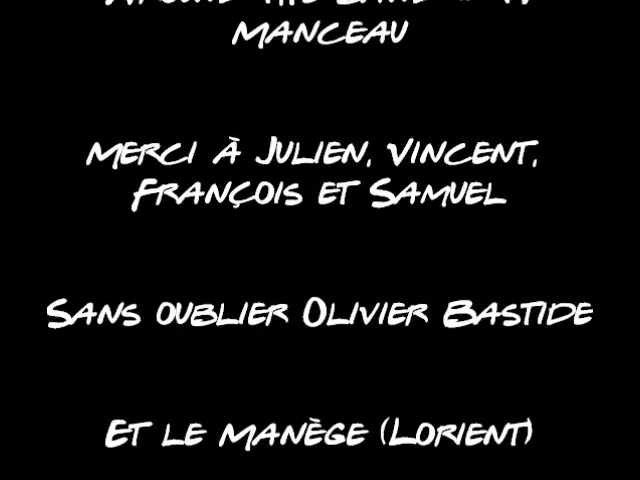 Manceau
Merci à Julien, Vincent,
François et Samuel
Sans oublier Olivier Bastide
Et le manège (Lorient)